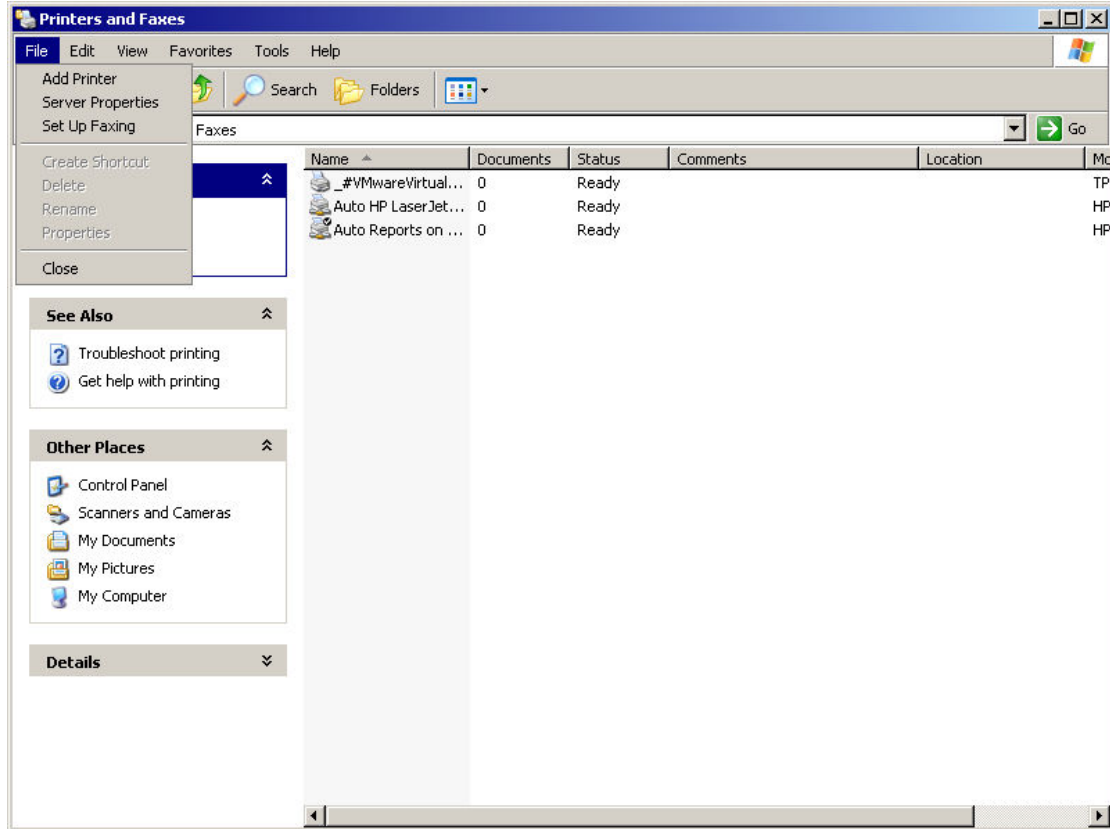 Printers and Faxes
File Edit View Favorites Tools Help
Add Printer
Server Properties
Set Up Faxing
Create Shortcut
Delete
Rename
Properties
Close
Search Folders
Faxes
Go
Name Documents Status Comments Location Mo
_#VMwareVirtual... 0 Ready TP
Auto HP LaserJet... 0 Ready HP
Auto Reports on ... 0 Ready HP
See Also
Troubleshoot printing
Get help with printing
Other Places
Control Panel
Scanners and Cameras
My Documents
My Pictures
My Computer
Details